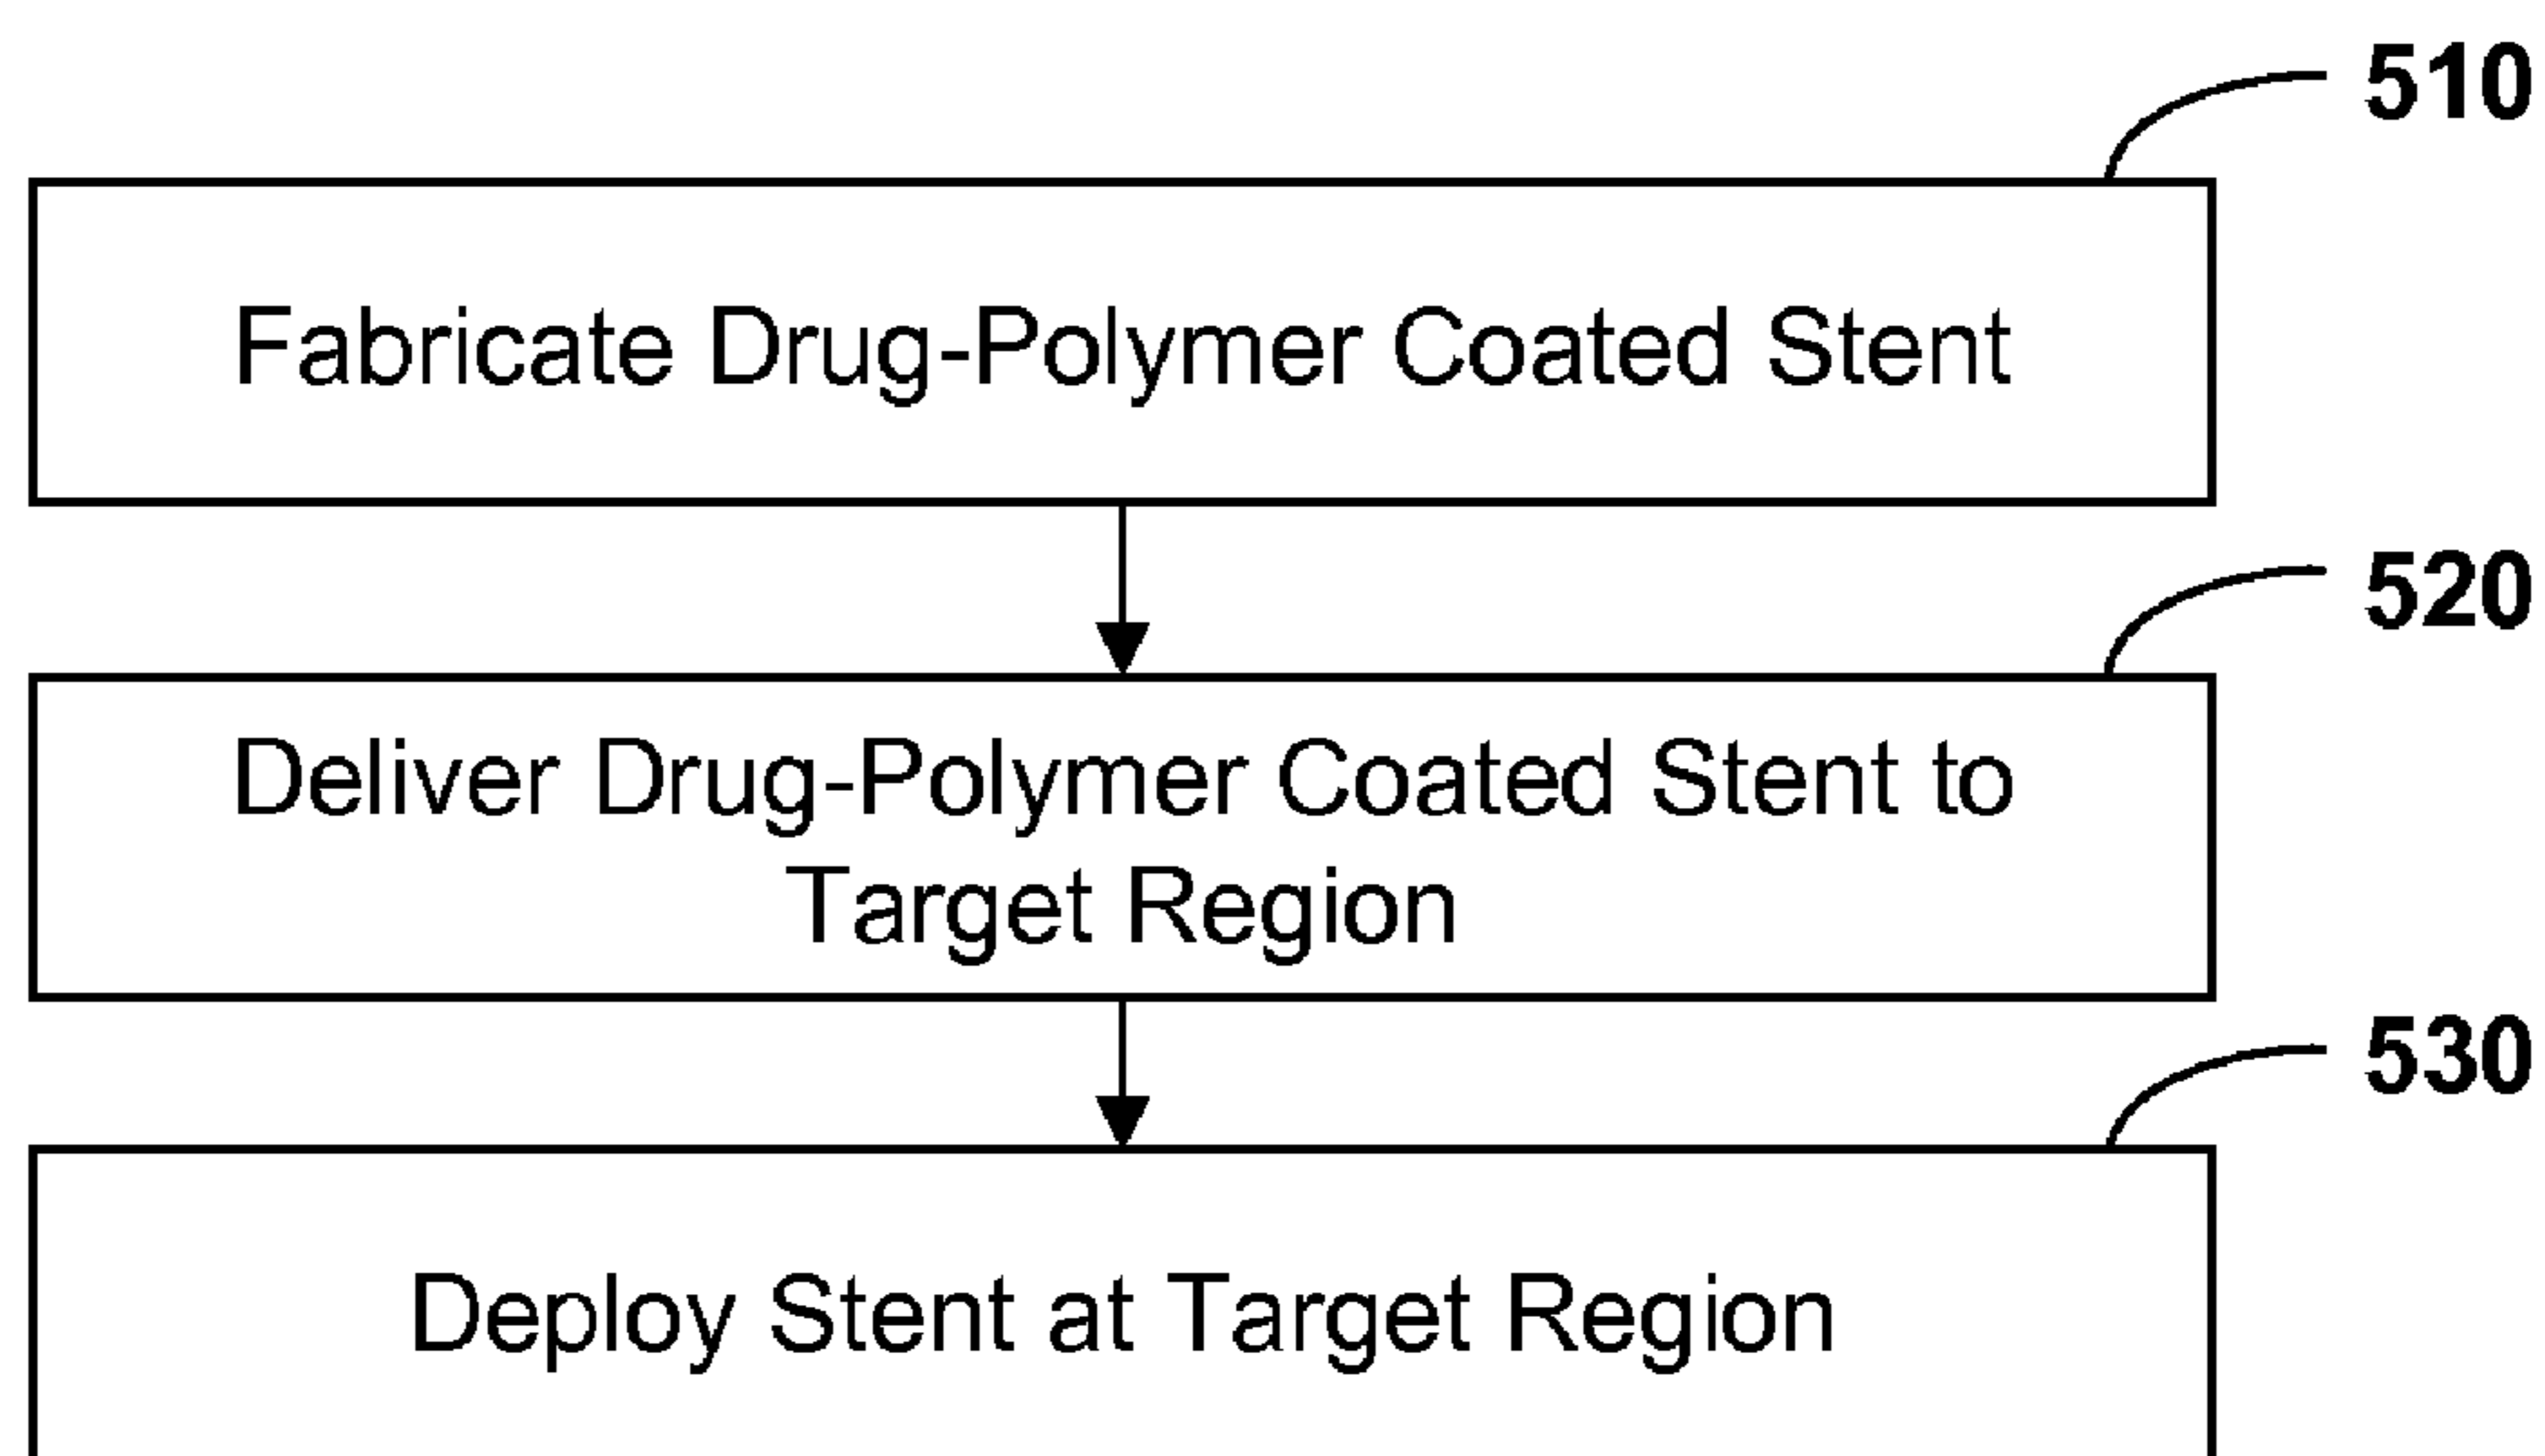 510
Fabricate Drug-Polymer Coated Stent
520
Deliver Drug-Polymer Coated Stent to
Target Region
530
Deploy Stent at Target Region